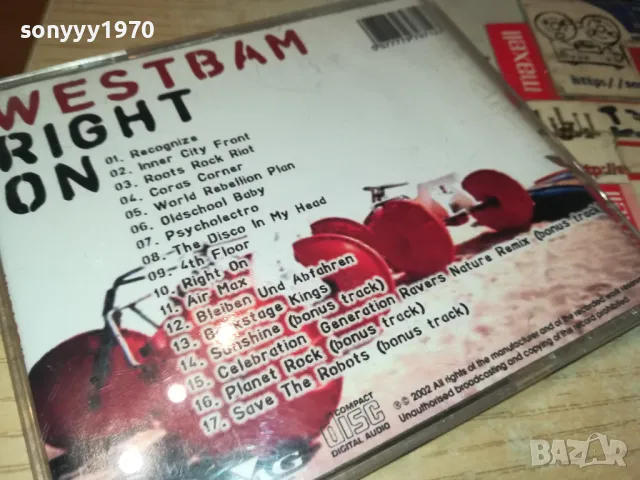 sonyyy1970
WESTBAM
RIGHT
ON
01. Recognize
02. Inner City Front
03. Roots Rock Riot
04. Coras Corner
05. World Rebellion Plan
06. Oldschool Baby
07. Psycholectro
08. The Disco In My Head
09. 4th Floor
10. Right On
11. Air Max
12. Bleiben Und Abfahren
13. Backstage Kings
14. Sunshine (bonus track)
15. Celebration Generation Ravers Nature Remix (bonus track)
16. Planet Rock (bonus track)
17. Save The Robots (bonus track)
COMPACT
disc
DIGITAL AUDIO
℗© 2002 All rights of the manufacturer and of the recorded work reserved
Unauthorised broadcasting and copying of the record prohibited
maxell
maxell
http://so
http://e
BAZAR
bg